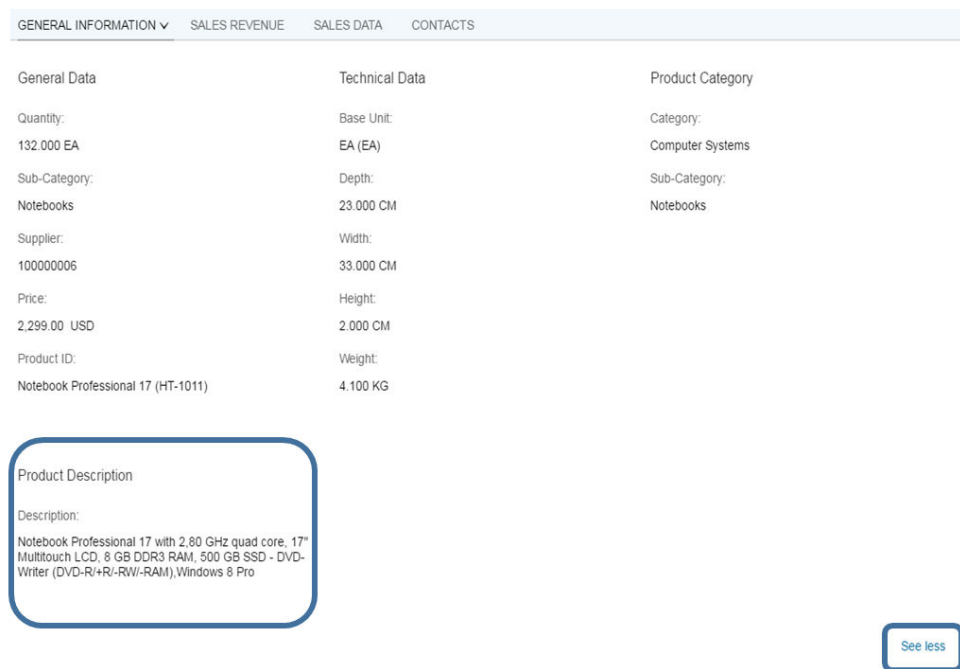 GENERAL INFORMATION
SALES REVENUE
SALES DATA
CONTACTS
General Data
Quantity:
132.000 EA
Sub-Category:
Notebooks
Supplier:
100000006
Price:
2,299.00 USD
Product ID:
Notebook Professional 17 (HT-1011)
Technical Data
Base Unit:
EA (EA)
Depth:
23.000 CM
Width:
33.000 CM
Height:
2.000 CM
Weight:
4.100 KG
Product Category
Category:
Computer Systems
Sub-Category:
Notebooks
Product Description
Description:
Notebook Professional 17 with 2,80 GHz quad core, 17"
Multitouch LCD, 8 GB DDR3 RAM, 500 GB SSD - DVD-
Writer (DVD-R/+R/-RW/-RAM),Windows 8 Pro
See less